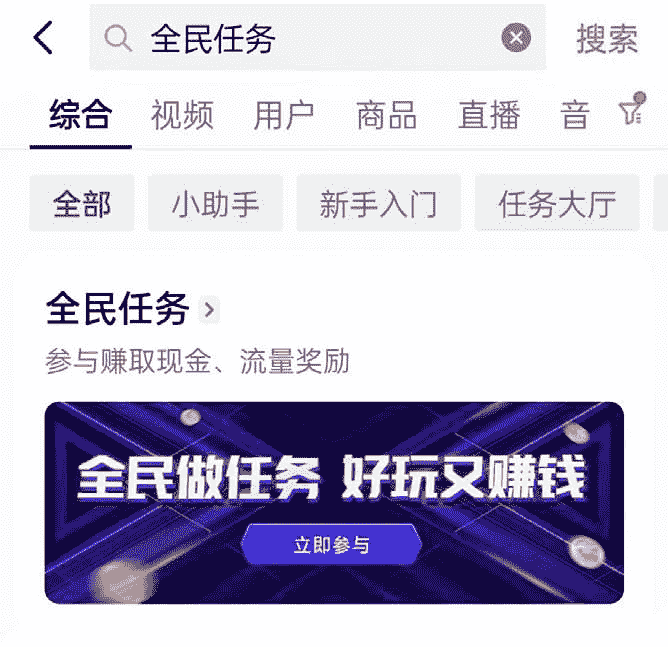 全民任务 搜索
综合 视频 用户 商品 直播 音
全部 小助手 新手入门 任务大厅
全民任务
参与赚取现金、流量奖励
全民做任务 好玩又赚钱
立即参与